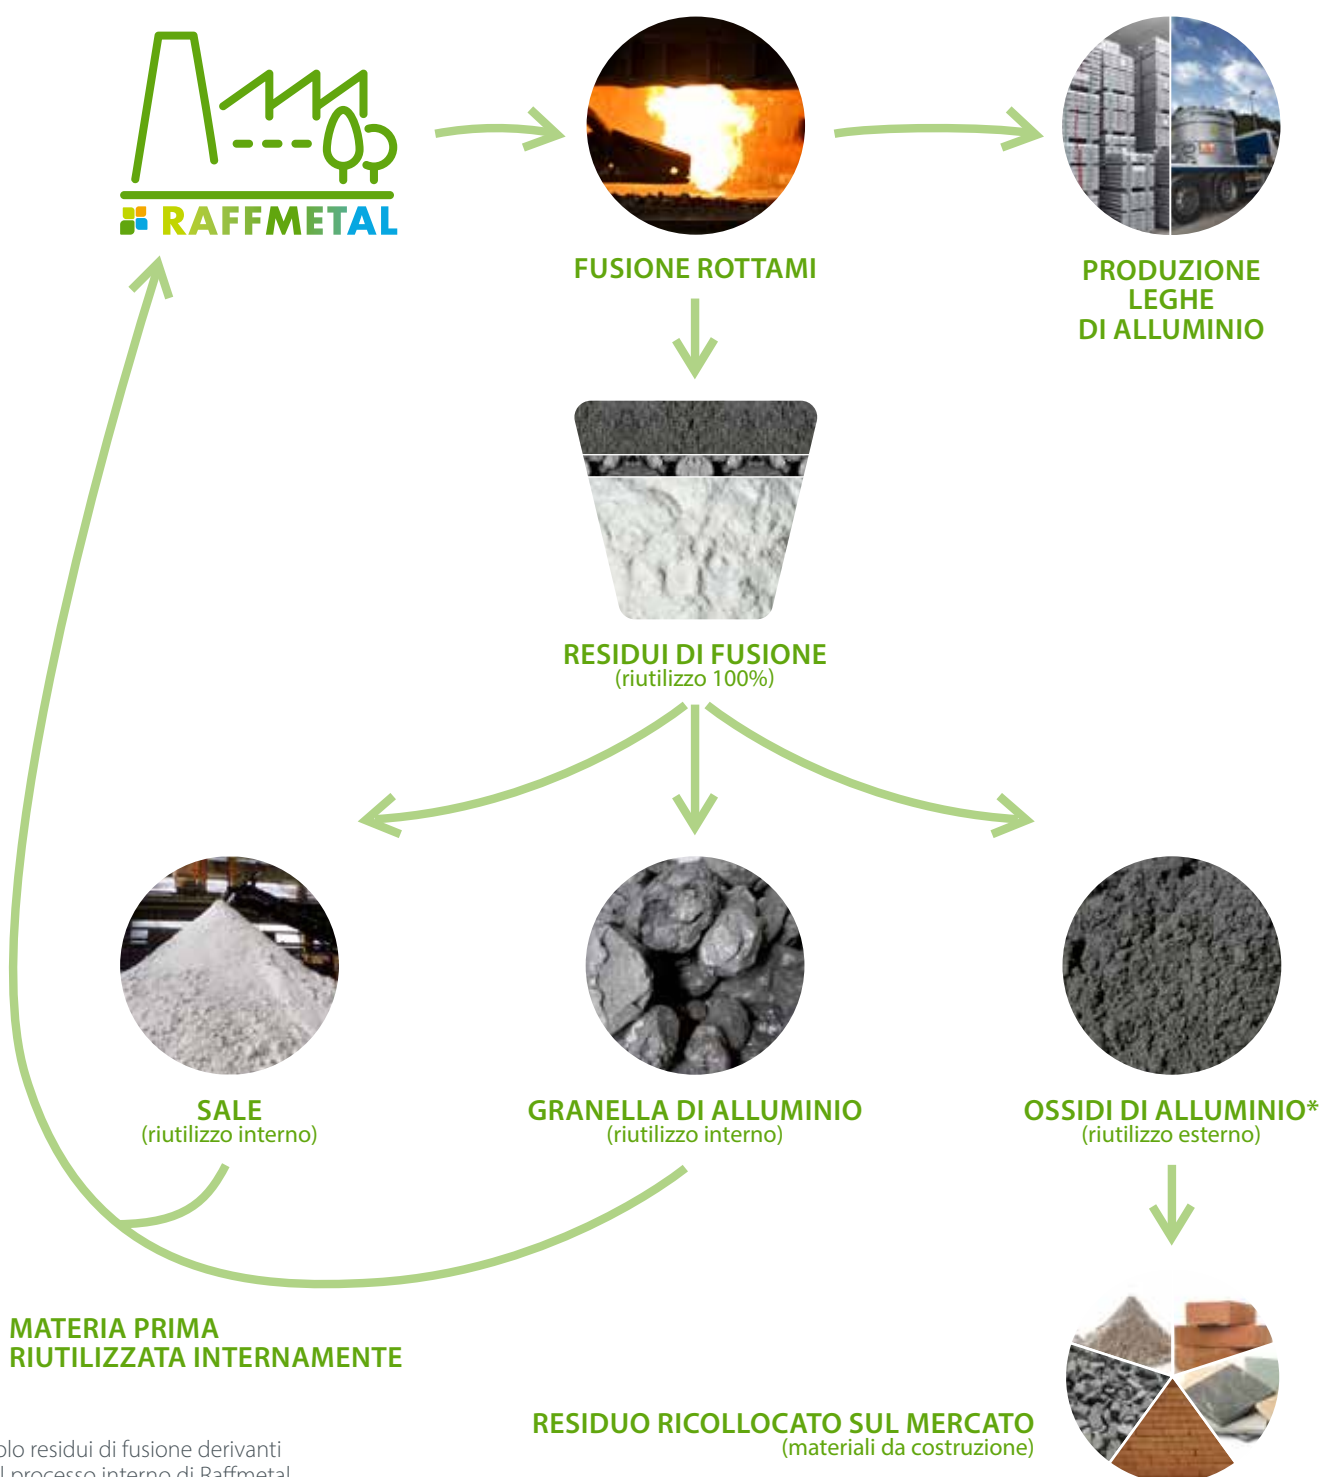 RAFFMETAL
FUSIONE ROTTAMI
PRODUZIONE
LEGHE
DI ALLUMINIO
RESIDUI DI FUSIONE
(riutilizzo 100%)
SALE
(riutilizzo interno)
GRANELLA DI ALLUMINIO
(riutilizzo interno)
OSSIDI DI ALLUMINIO*
(riutilizzo esterno)
MATERIA PRIMA
RIUTILIZZATA INTERNAMENTE
RESIDUO RICOLLOCATO SUL MERCATO
(materiali da costruzione)
residui di fusione derivanti
processo interno di Raffmetal